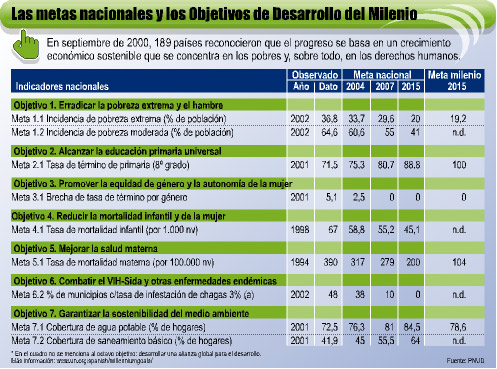 Las metas nacionales y los Objetivos de Desarrollo del Milenio
En septiembre de 2000, 189 países reconocieron que el progreso se basa en un crecimiento
económico sostenible que se concentra en los pobres y, sobre todo, en los derechos humanos.
Observado Meta nacional Meta milenio
Indicadores nacionales Año Dato 2004 2007 2015 2015
Objetivo 1. Erradicar la pobreza extrema y el hambre
Meta 1.1 Incidencia de pobreza extrema (% de población) 2002 36,8 33,7 29,6 20 19,2
Meta 1.2 Incidencia de pobreza moderada (% de población) 2002 64,6 60,6 55 41 n.d.
Objetivo 2. Alcanzar la educación primaria universal
Meta 2.1 Tasa de término de primaria (8º grado) 2001 71,5 75,3 80,7 88,8 100
Objetivo 3. Promover la equidad de género y la autonomía de la mujer
Meta 3.1 Brecha de tasa de término por género 2001 5,1 2,5 0 0 0
Objetivo 4. Reducir la mortalidad infantil y de la mujer
Meta 4.1 Tasa de mortalidad infantil (por 1.000 nv) 1998 67 58,8 55,2 45,1 n.d.
Objetivo 5. Mejorar la salud materna
Meta 5.1 Tasa de mortalidad materna (por 100.000 nv) 1994 390 317 279 200 104
Objetivo 6. Combatir el VIH-Sida y otras enfermedades endémicas
Meta 6.2 % de municipios c/tasa de infestación de chagas 3% (a) 2002 48 38 10 0 n.d.
Objetivo 7. Garantizar la sostenibilidad del medio ambiente
Meta 7.1 Cobertura de agua potable (% de hogares) 2001 72,5 76,3 81 84,5 78,6
Meta 7.2 Cobertura de saneamiento básico (% de hogares) 2001 41,9 45 55,5 64 n.d.
* En el cuadro no se menciona al octavo objetivo: desarrollar una alianza global para el desarrollo.
Más información: Fuente: PNUD